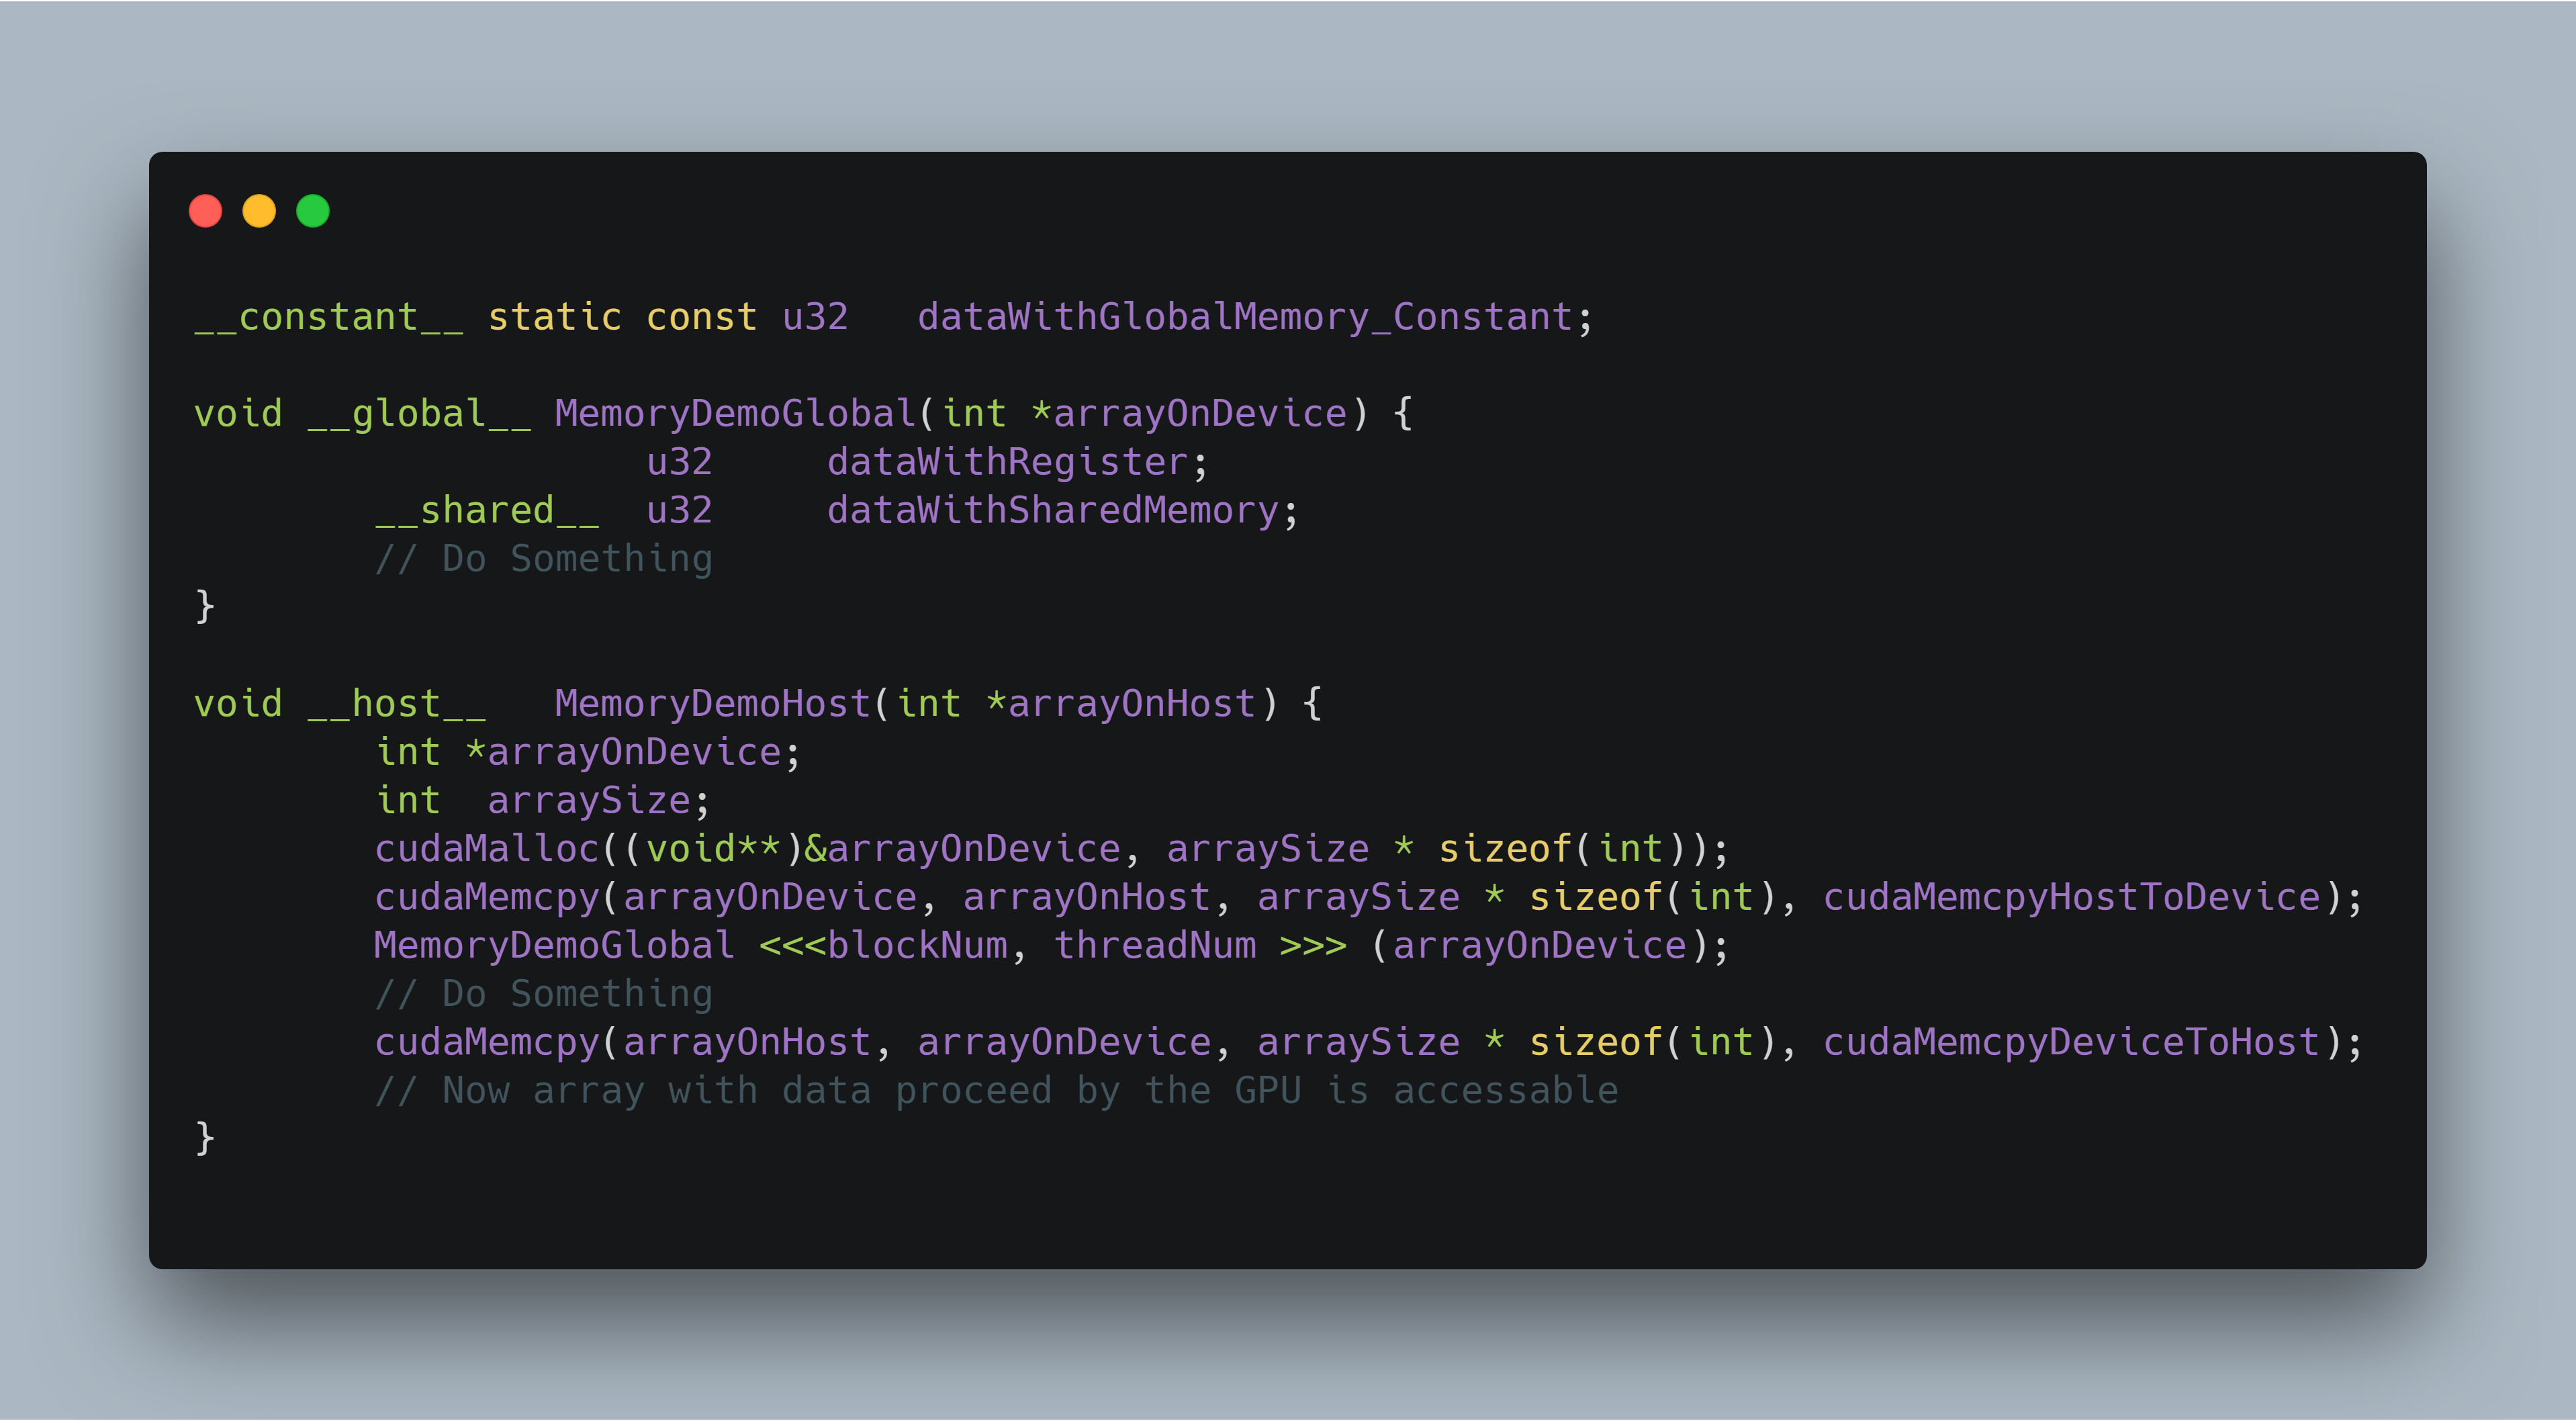 __constant__ static const u32   dataWithGlobalMemory_Constant;
void __global__ MemoryDemoGlobal(int *arrayOnDevice) {
                    u32     dataWithRegister;
        __shared__  u32     dataWithSharedMemory;
        // Do Something
}
void __host__   MemoryDemoHost(int *arrayOnHost) {
        int *arrayOnDevice;
        int  arraySize;
        cudaMalloc((void**)&arrayOnDevice, arraySize * sizeof(int));
        cudaMemcpy(arrayOnDevice, arrayOnHost, arraySize * sizeof(int), cudaMemcpyHostToDevice);
        MemoryDemoGlobal <<<blockNum, threadNum >>> (arrayOnDevice);
        // Do Something
        cudaMemcpy(arrayOnHost, arrayOnDevice, arraySize * sizeof(int), cudaMemcpyDeviceToHost);
        // Now array with data proceed by the GPU is accessable
}